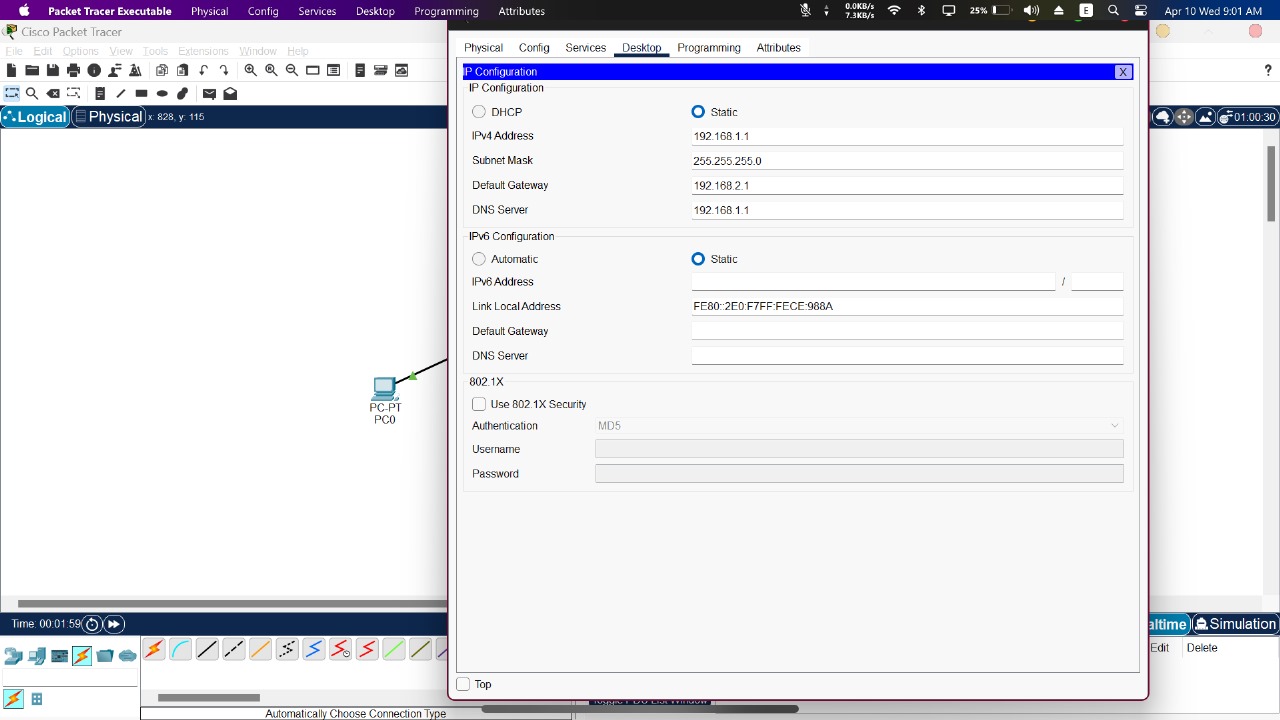 Packet Tracer Executable Physical Config Services Desktop Programming Attributes 0.0KB/s 7.3KB/s 25% E Apr 10 Wed 9:01 AM
Cisco Packet Tracer
File Edit Options View Tools Extensions Window Help
Logical Physical x: 828, y: 115 01:00:30
Physical Config Services Desktop Programming Attributes
IP Configuration X
IP Configuration
DHCP Static
IPv4 Address 192.168.1.1
Subnet Mask 255.255.255.0
Default Gateway 192.168.2.1
DNS Server 192.168.1.1
IPv6 Configuration
Automatic Static
IPv6 Address /
Link Local Address FE80::2E0:F7FF:FECE:988A
Default Gateway
DNS Server
802.1X
Use 802.1X Security
Authentication MD5
Username
Password
Top
PC-PT
PC0
Time: 00:01:59
altime Simulation
Edit Delete
Automatically Choose Connection Type
Toggle PDU List Window